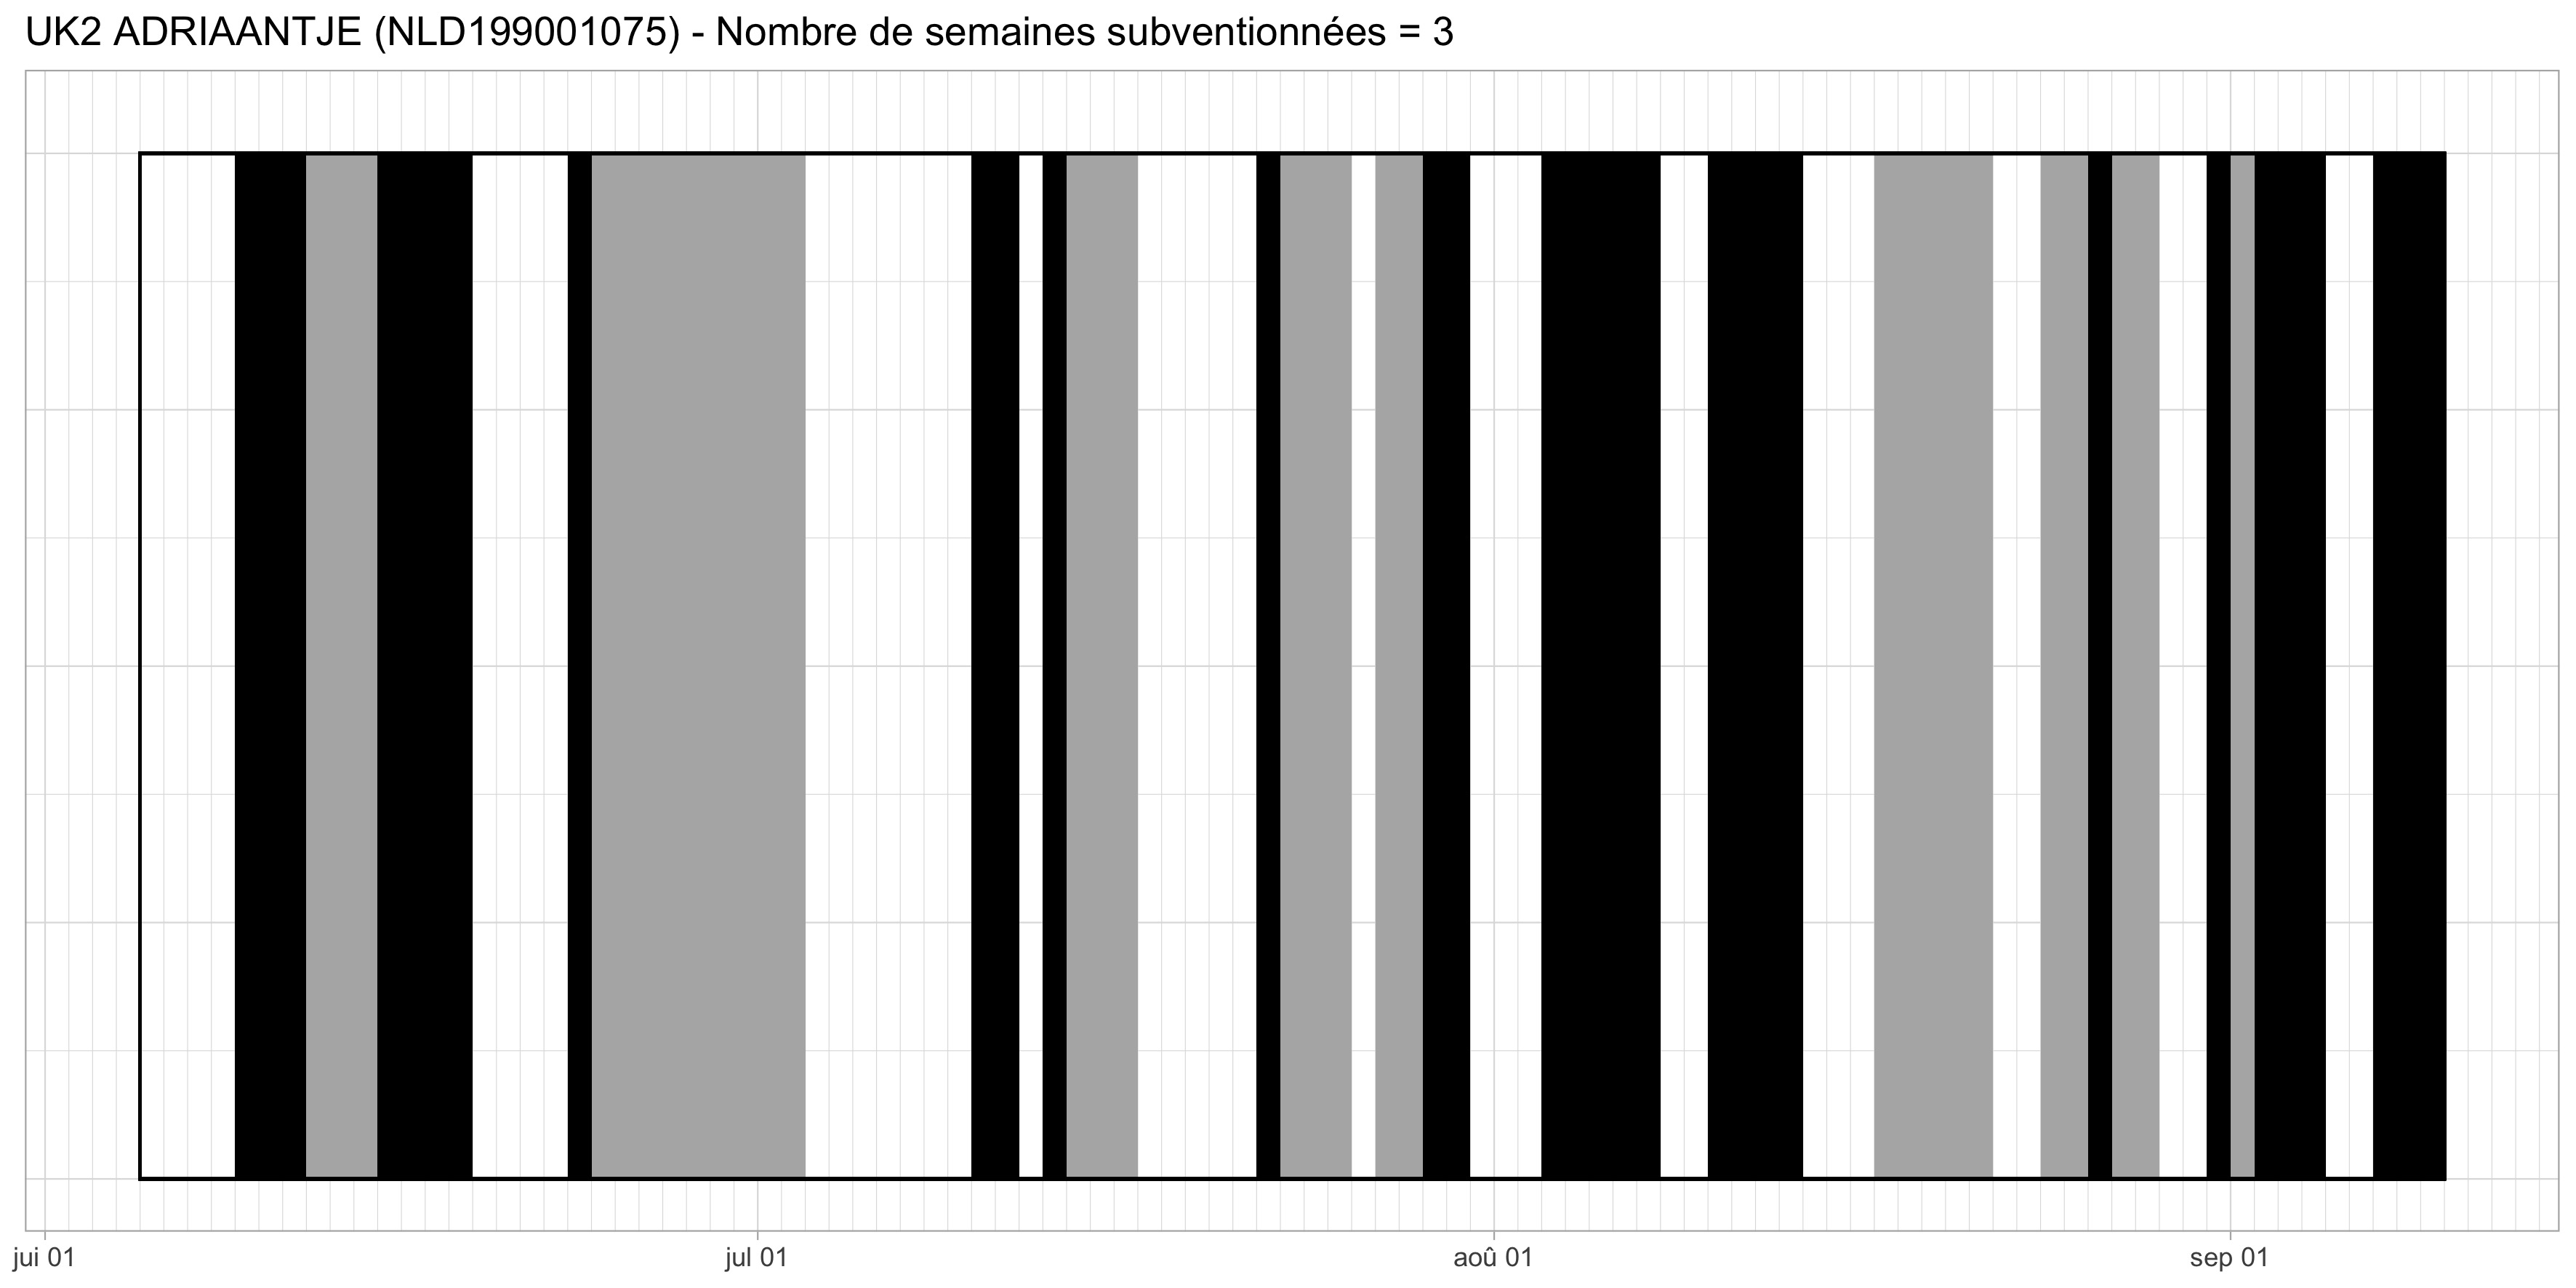 UK2 ADRIAANTJE (NLD199001075) - Nombre de semaines subventionnées = 3
jui 01 jul 01 aoû 01 sep 01